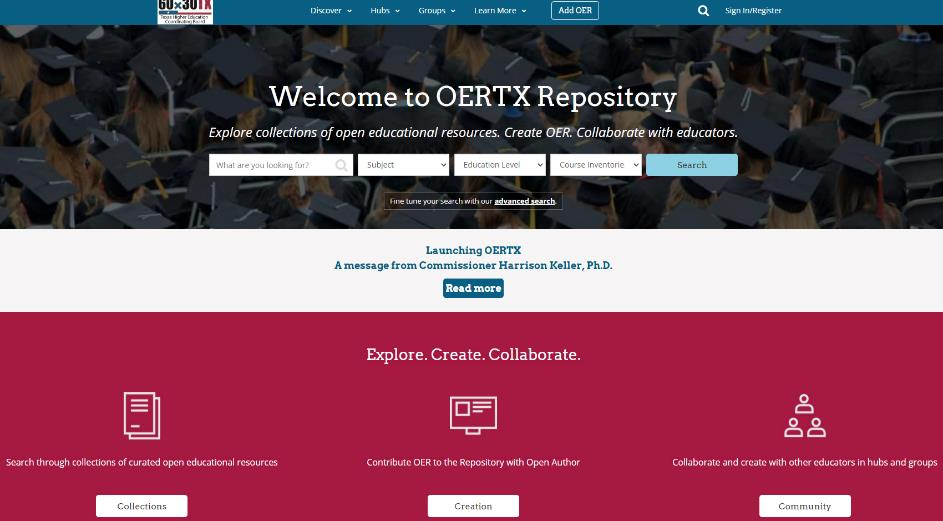 60x30TX
Texas Higher Education
Coordinating Board
Discover
Hubs
Groups
Learn More
Add OER
Sign In/Register
Welcome to OERTX Repository
Explore collections of open educational resources. Create OER. Collaborate with educators.
What are you looking for?
Subject
Education Level
Course Inventorie
Search
Fine tune your search with our advanced search.
Launching OERTX
A message from Commissioner Harrison Keller, Ph.D.
Read more
Explore. Create. Collaborate.
Search through collections of curated open educational resources
Contribute OER to the Repository with Open Author
Collaborate and create with other educators in hubs and groups
Collections
Creation
Community